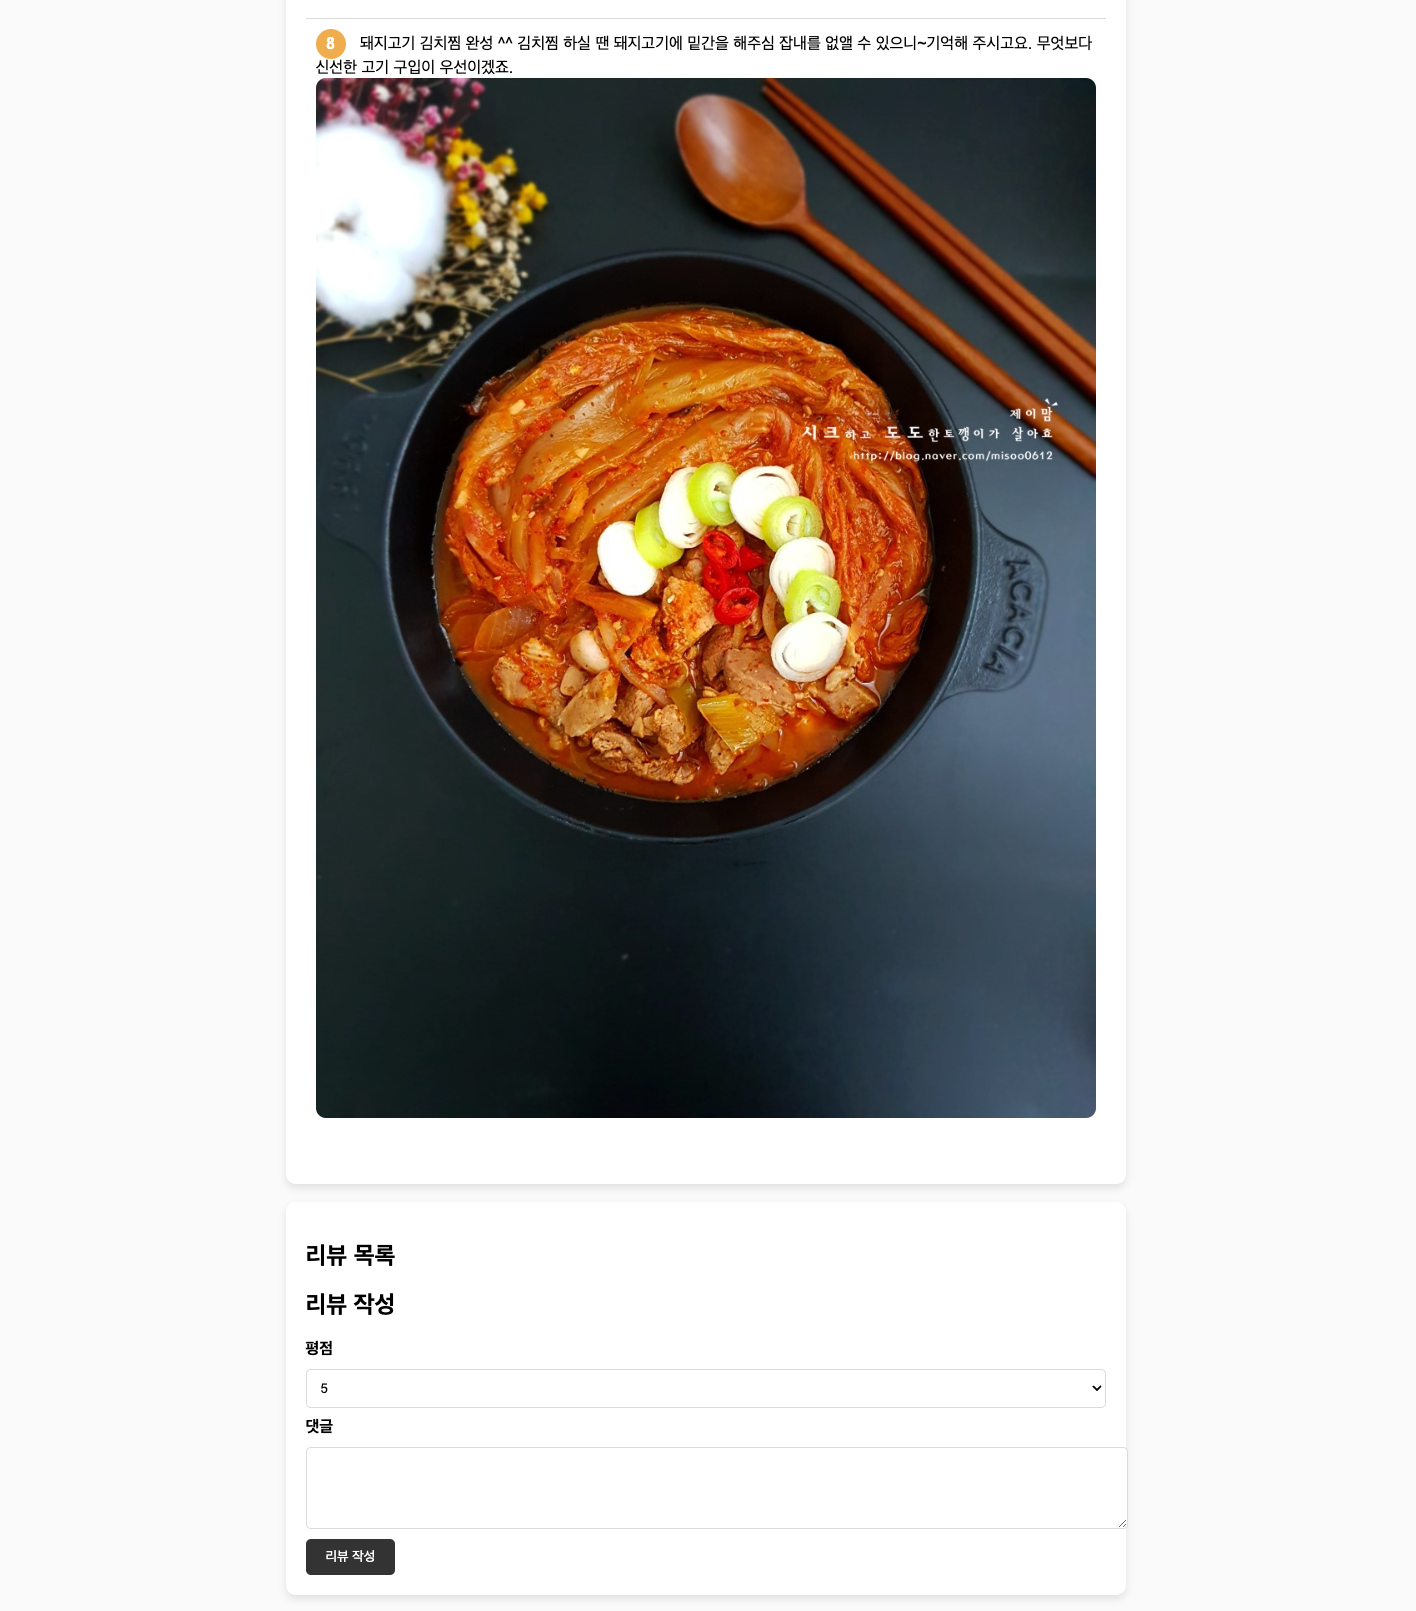 8 돼지고기 김치찜 완성 ^^ 김치찜 하실 땐 돼지고기에 밑간을 해주심 잡내를 없앨 수 있으니~기억해 주시고요. 무엇보다
신선한 고기 구입이 우선이겠죠.
제이맘
시크하고 도도한토깽이가 살아효
http://blog.naver.com/misoo0612
ACACIA
리뷰 목록
리뷰 작성
평점
5
댓글
리뷰 작성